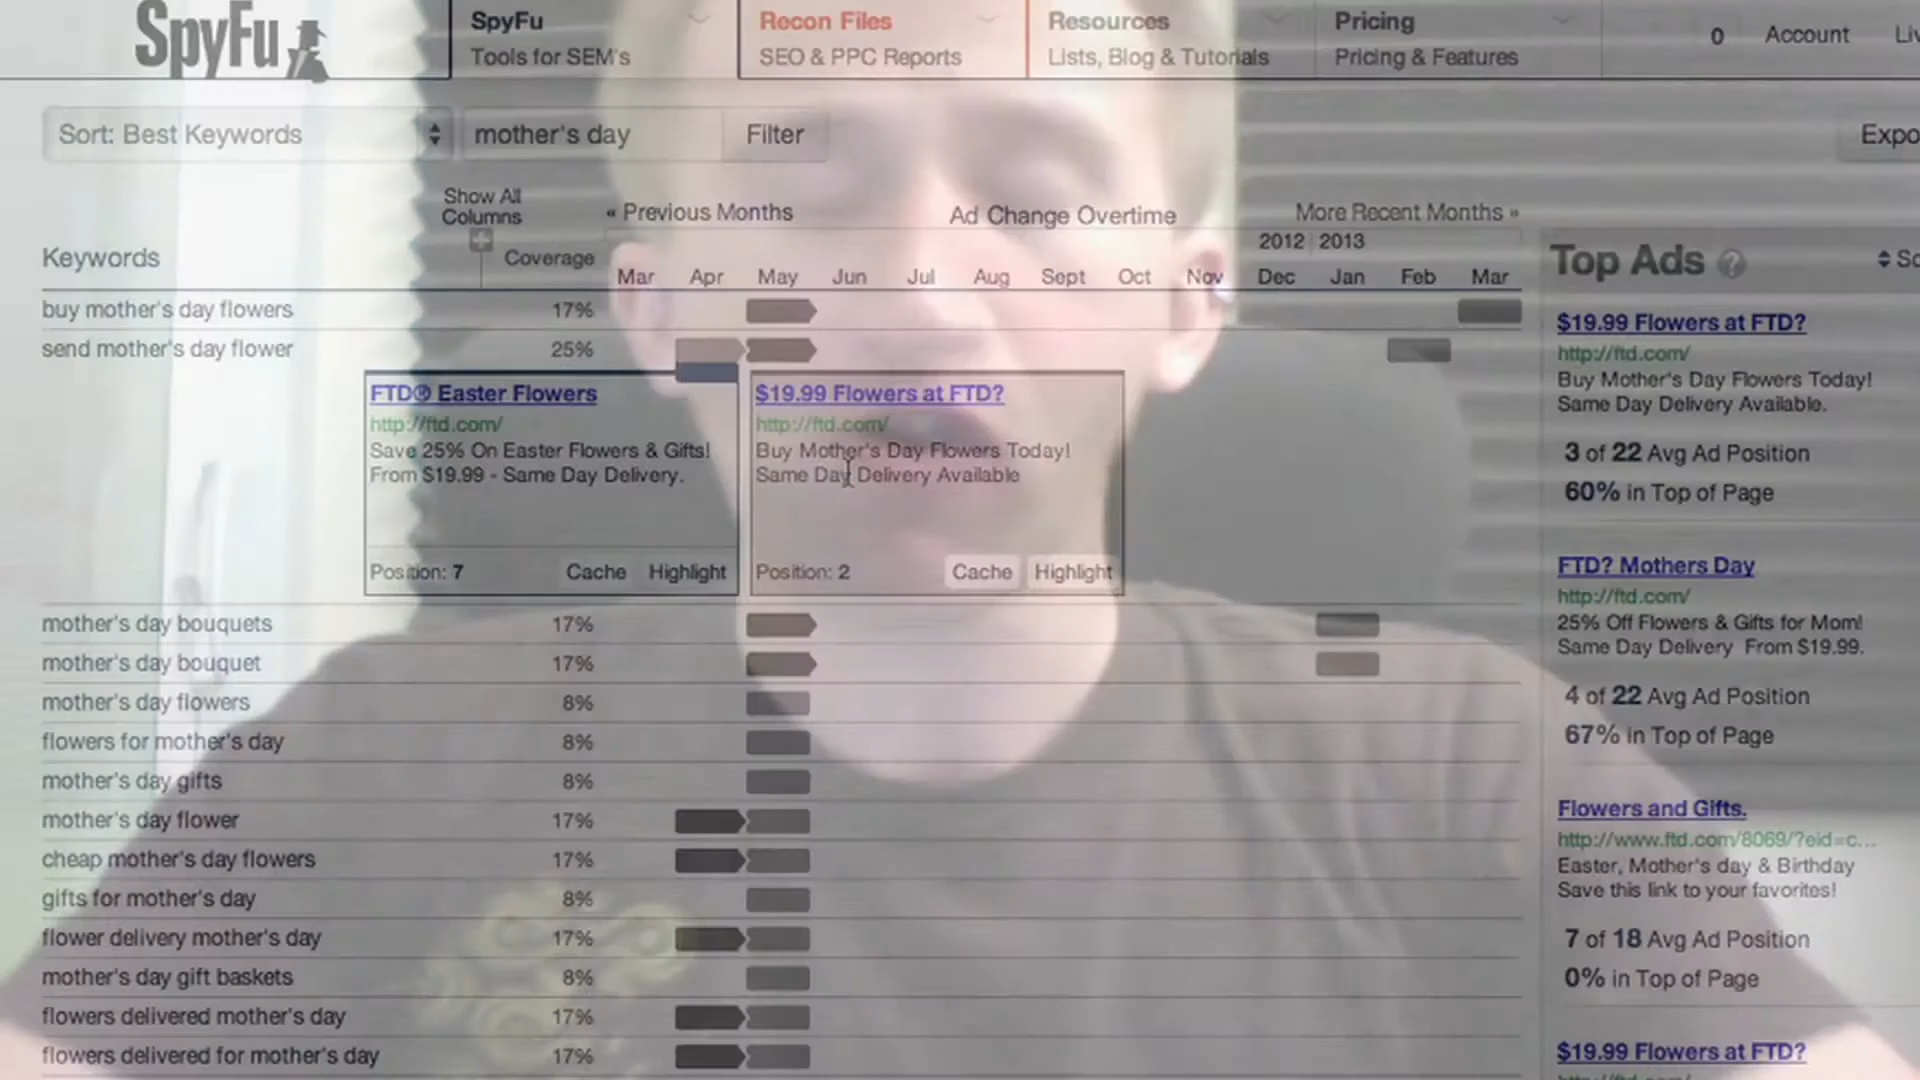 SpyFu
SpyFu
Tools for SEM's
Recon Files
SEO & PPC Reports
Resources
Lists, Blog & Tutorials
Pricing
Pricing & Features
0
Account
Sort: Best Keywords
mother's day
Filter
Show All
Columns
« Previous Months
Ad Change Overtime
More Recent Months »
2012 2013
Keywords
Coverage
Mar Apr May Jun Jul Aug Sept Oct Nov Dec Jan Feb Mar
buy mother's day flowers 17%
send mother's day flower 25%
FTD® Easter Flowers
http://ftd.com/
Save 25% On Easter Flowers & Gifts!
From $19.99 - Same Day Delivery.
Position: 7 Cache Highlight
$19.99 Flowers at FTD?
http://ftd.com/
Buy Mother's Day Flowers Today!
Same Day Delivery Available
Position: 2 Cache Highlight
mother's day bouquets 17%
mother's day bouquet 17%
mother's day flowers 8%
flowers for mother's day 8%
mother's day gifts 8%
mother's day flower 17%
cheap mother's day flowers 17%
gifts for mother's day 8%
flower delivery mother's day 17%
mother's day gift baskets 8%
flowers delivered mother's day 17%
flowers delivered for mother's day 17%
Top Ads ?
$19.99 Flowers at FTD?
http://ftd.com/
Buy Mother's Day Flowers Today!
Same Day Delivery Available.
3 of 22 Avg Ad Position
60% in Top of Page
FTD? Mothers Day
http://ftd.com/
25% Off Flowers & Gifts for Mom!
Same Day Delivery From $19.99.
4 of 22 Avg Ad Position
67% in Top of Page
Flowers and Gifts.
http://www.ftd.com/8069/?eid=c...
Easter, Mother's day & Birthday
Save this link to your favorites!
7 of 18 Avg Ad Position
0% in Top of Page
$19.99 Flowers at FTD?